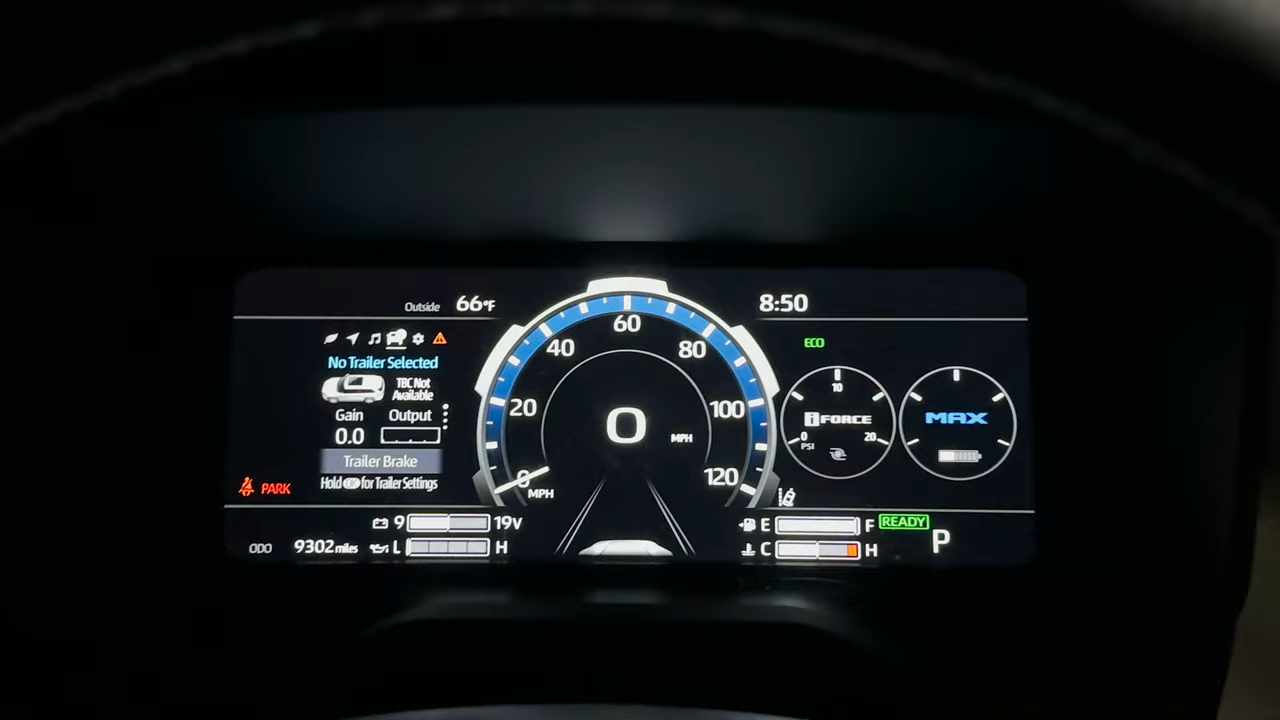 Outside 66°F
8:50
No Trailer Selected
TBC Not
Available
Gain Output
0.0
Trailer Brake
Hold OK for Trailer Settings
PARK
0
20
40
60
80
100
120
MPH
0
MPH
ECO
10
iFORCE
0 20
PSI
MAX
9 19V
L H
ODO 9302 miles
E F
C H
READY
P